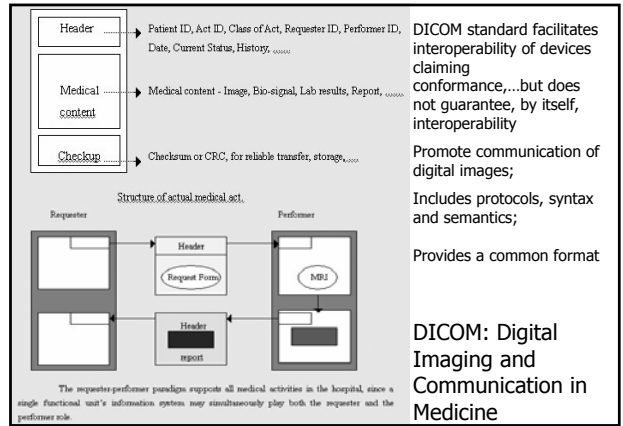 Header
Patient ID, Act ID, Class of Act, Requester ID, Performer ID,
Date, Current Status, History, ......
Medical
content
Medical content - Image, Bio-signal, Lab results, Report, ......
Checkup
Checksum or CRC, for reliable transfer, storage,....
Structure of actual medical act.
Requester
Performer
Header
Request Form
MRI
Header
report
The requester-performer paradigm supports all medical activities in the hospital, since a
single functional unit's information system may simultaneously play both the requester and the
performer role.
DICOM standard facilitates
interoperability of devices
claiming
conformance,...but does
not guarantee, by itself,
interoperability
Promote communication of
digital images;
Includes protocols, syntax
and semantics;
Provides a common format
DICOM: Digital
Imaging and
Communication in
Medicine